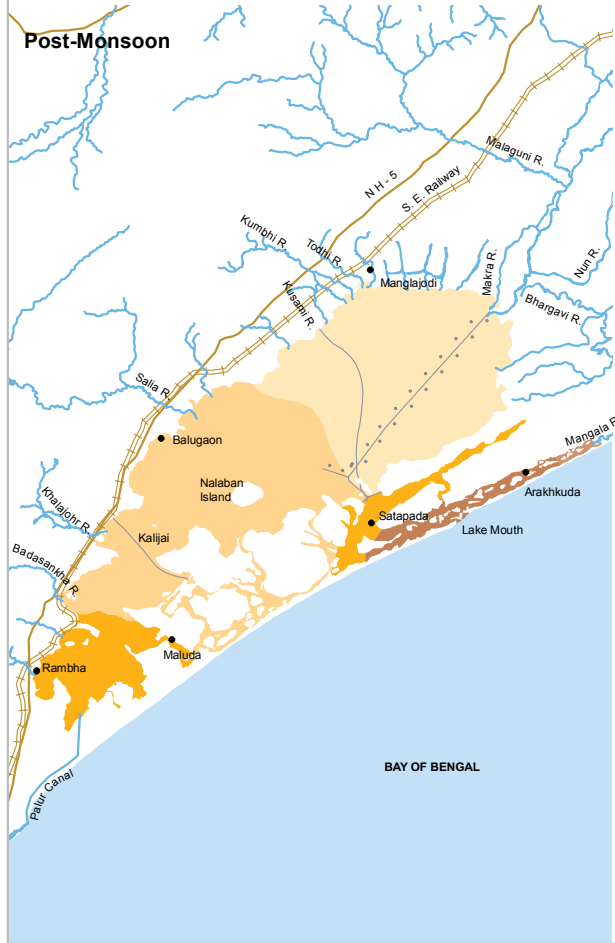 Post-Monsoon
Malaguni R.
N H - 5
S. E. Railway
Kumbhi R.
Todhi R.
Makra R.
Nun R.
Manglajodi
Kusami R.
Bhargavi R.
Salia R.
Mangala R.
Balugaon
Nalaban
Island
Arakhkuda
Khalajohr R.
Satapada
Lake Mouth
Kalijai
Badasankha R.
Maluda
Rambha
BAY OF BENGAL
Palur Canal